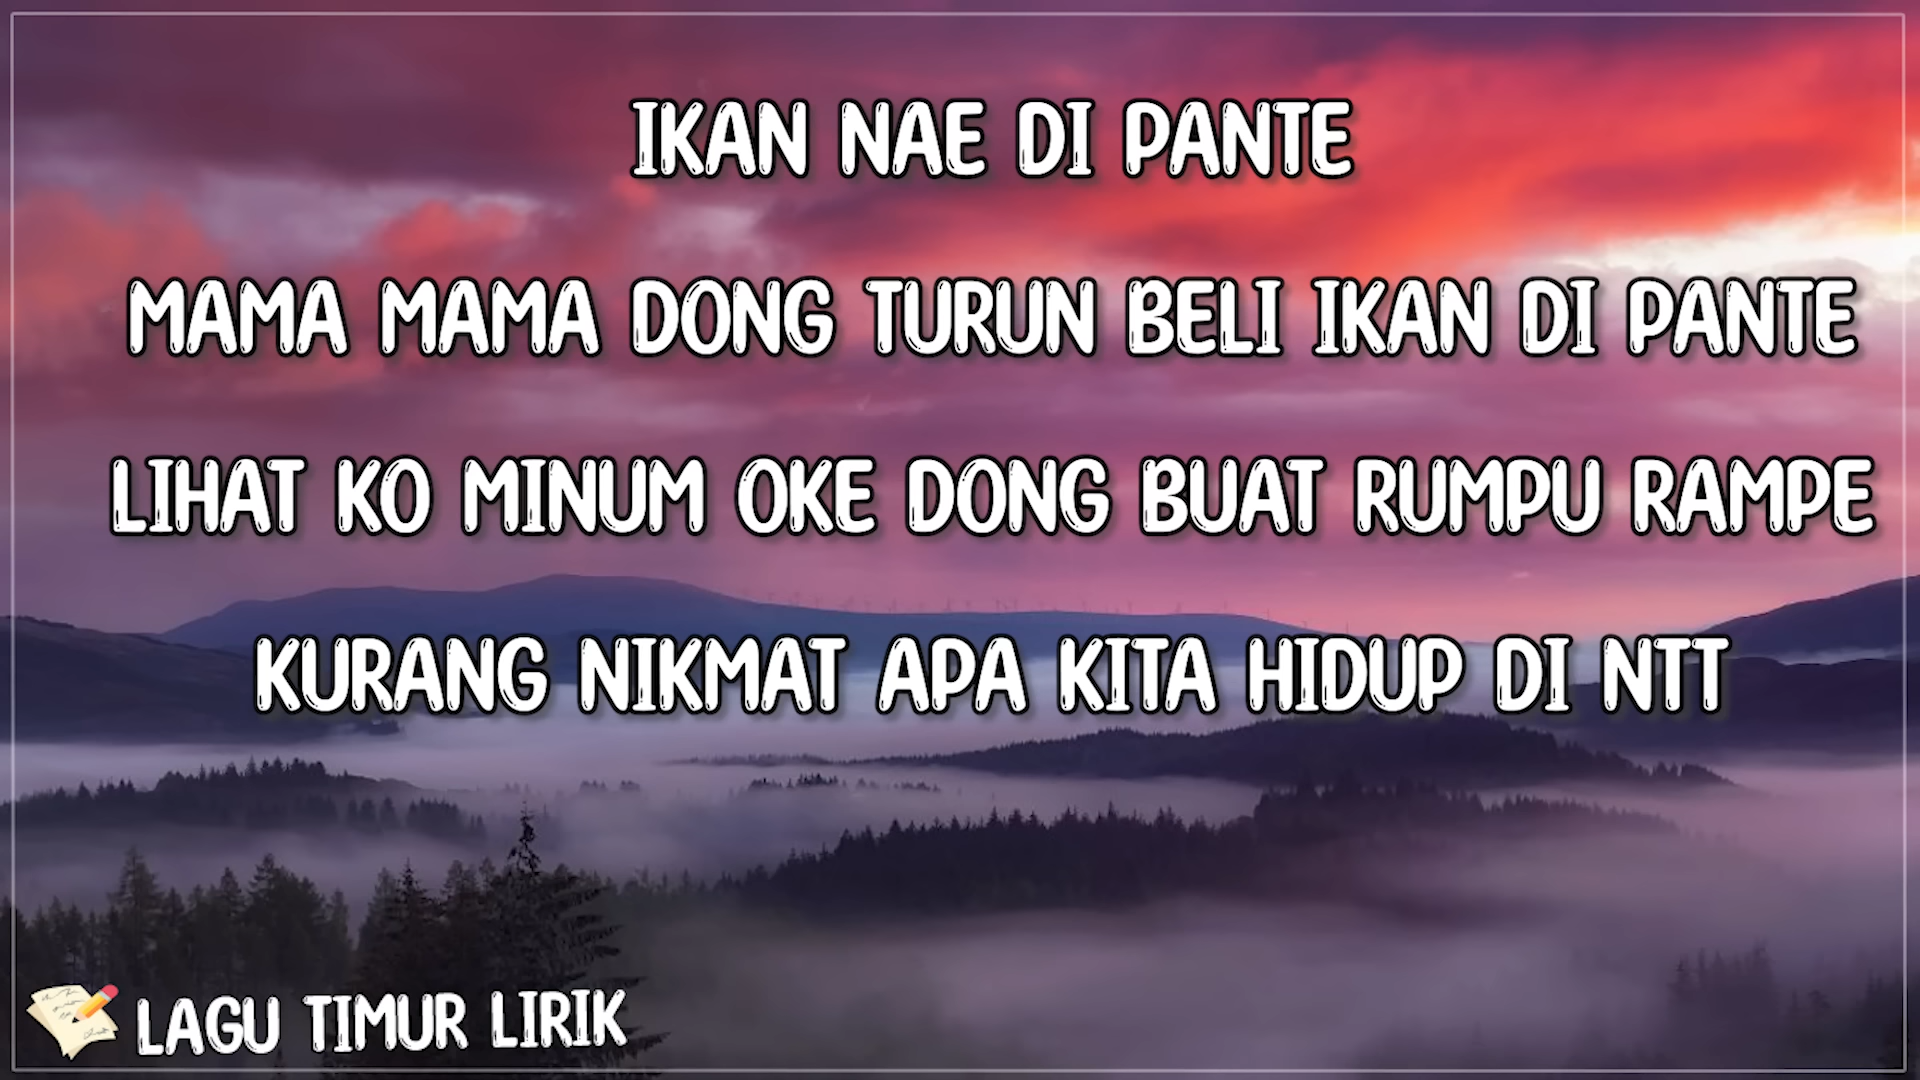 IKAN NAE DI PANTE
MAMA MAMA DONG TURUN BELI IKAN DI PANTE
LIHAT KO MINUM OKE DONG BUAT RUMPU RAMPE
KURANG NIKMAT APA KITA HIDUP DI NTT
LAGU TIMUR LIRIK